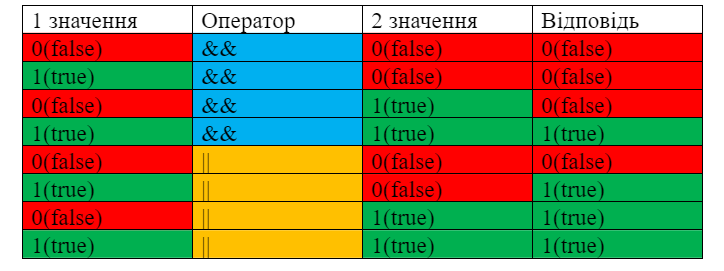 1 значення Оператор 2 значення Відповідь
0(false) && 0(false) 0(false)
1(true) && 0(false) 0(false)
0(false) && 1(true) 0(false)
1(true) && 1(true) 1(true)
0(false) || 0(false) 0(false)
1(true) || 0(false) 1(true)
0(false) || 1(true) 1(true)
1(true) || 1(true) 1(true)